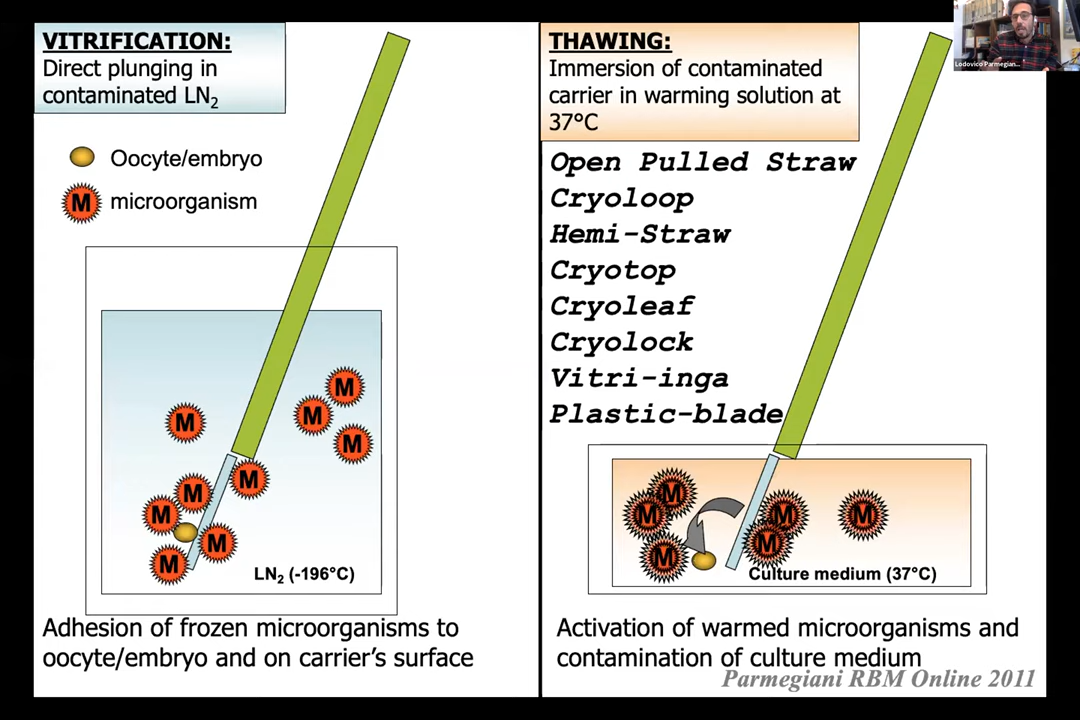 VITRIFICATION:
Direct plunging in
contaminated LN2
Oocyte/embryo
M microorganism
M
M
M
M
M
M
M
M
M
LN2 (-196°C)
Adhesion of frozen microorganisms to
oocyte/embryo and on carrier's surface
THAWING:
Immersion of contaminated
carrier in warming solution at
37°C
Open Pulled Straw
Cryoloop
Hemi-Straw
Cryotop
Cryoleaf
Cryolock
Vitri-inga
Plastic-blade
M
M
M
M
M
M
Culture medium (37°C)
Activation of warmed microorganisms and
contamination of culture medium
Parmegiani RBM Online 2011
Lodovico Parmegian...